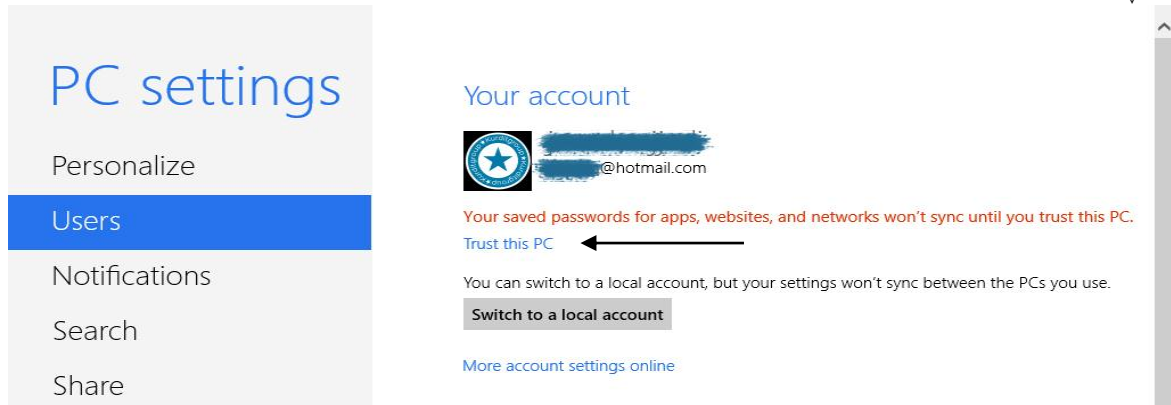 PC settings
Personalize
Users
Notifications
Search
Share
Your account
@hotmail.com
Your saved passwords for apps, websites, and networks won't sync until you trust this PC.
Trust this PC
You can switch to a local account, but your settings won't sync between the PCs you use.
Switch to a local account
More account settings online